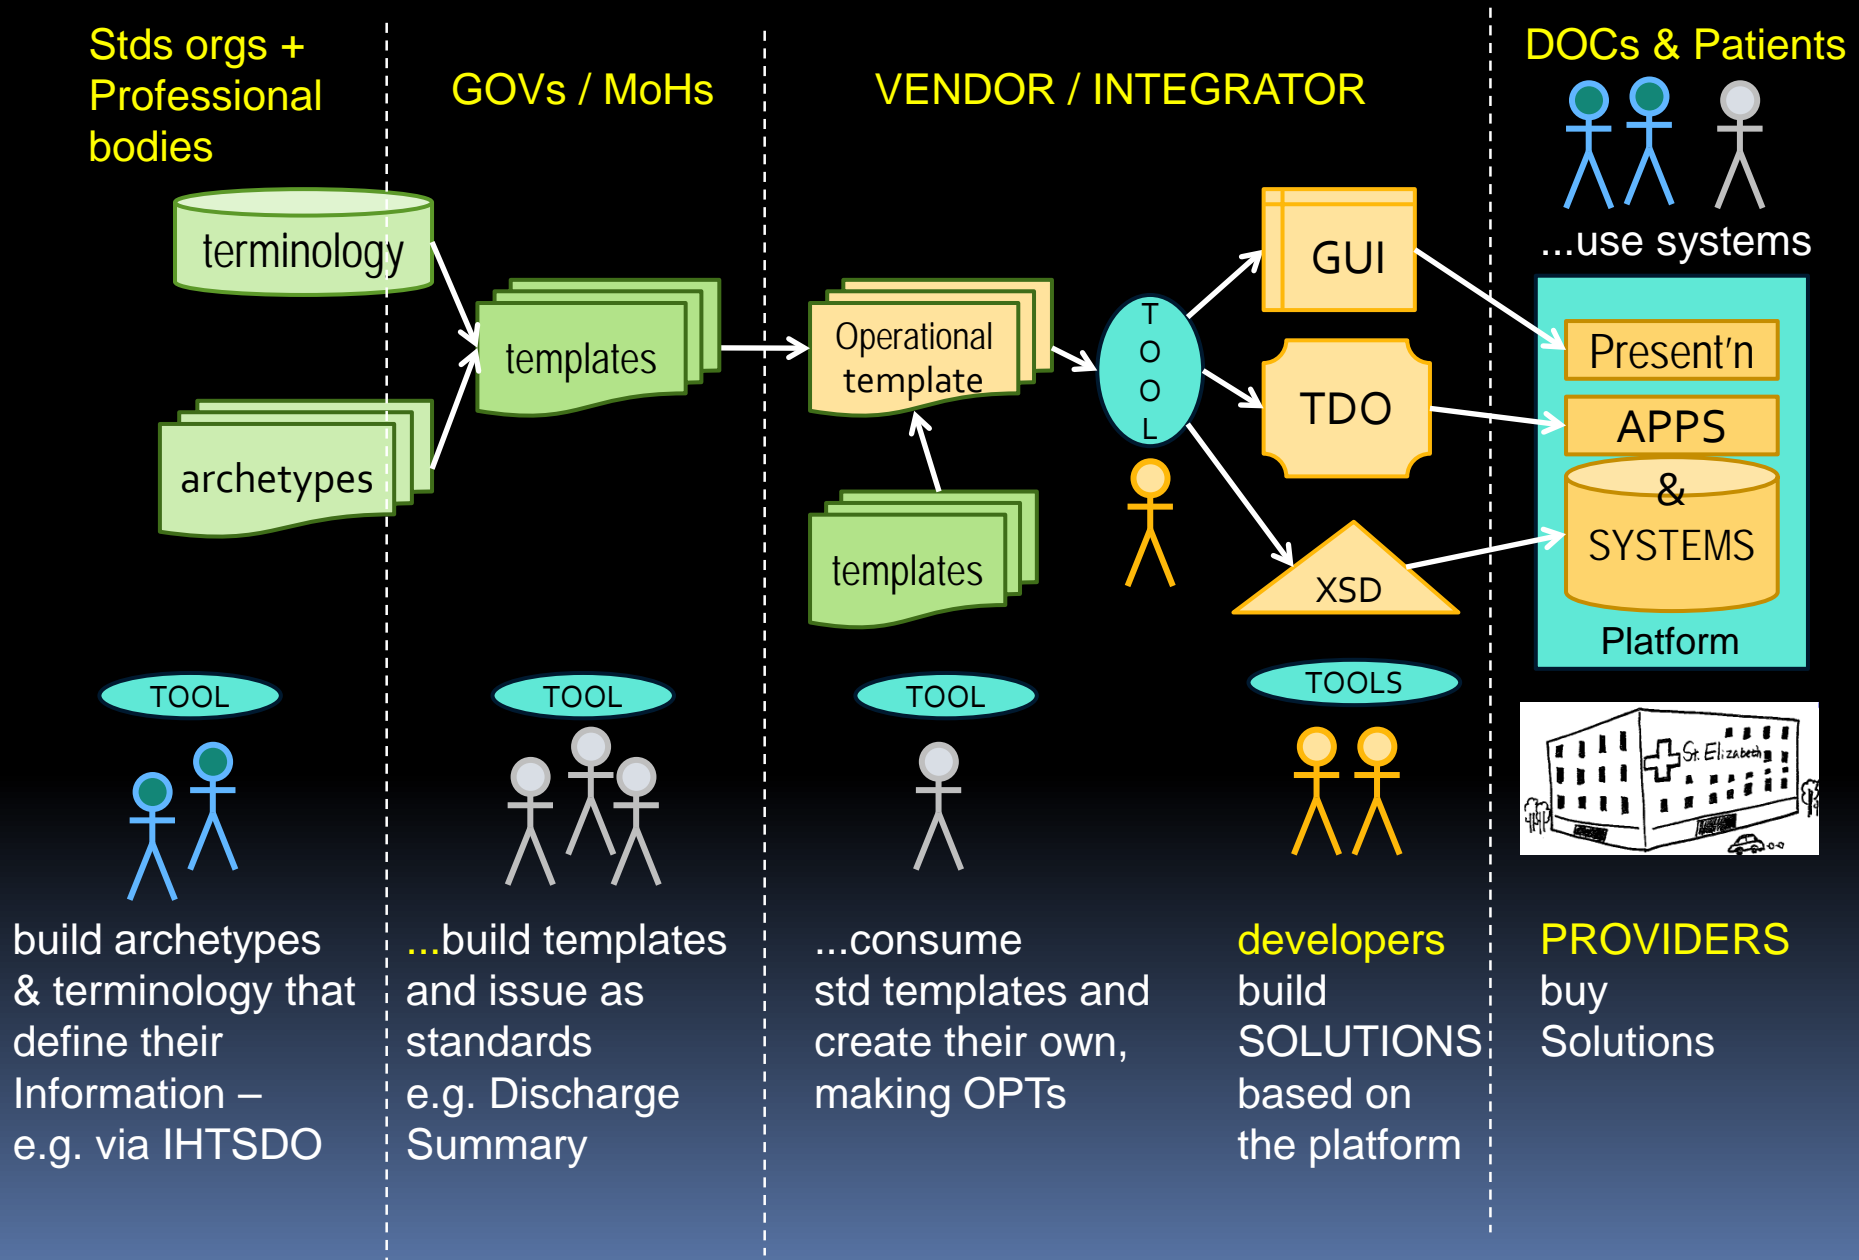 Stds orgs +
Professional
bodies
GOVs / MoHs
VENDOR / INTEGRATOR
DOCs & Patients
...use systems
terminology
archetypes
templates
Operational
template
templates
T
O
O
L
GUI
TDO
XSD
Present'n
APPS
&
SYSTEMS
Platform
TOOL
TOOL
TOOL
TOOLS
St. Elizabeth
build archetypes
& terminology that
define their
Information –
e.g. via IHTSDO
...build templates
and issue as
standards
e.g. Discharge
Summary
...consume
std templates and
create their own,
making OPTs
developers
build
SOLUTIONS
based on
the platform
PROVIDERS
buy
Solutions